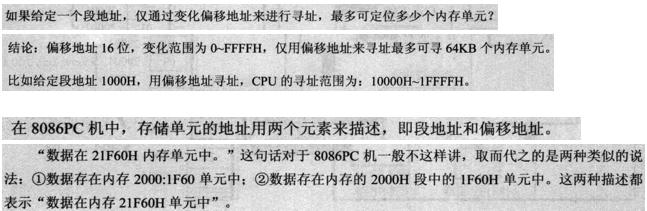 如果给定一个段地址，仅通过变化偏移地址来进行寻址，最多可定位多少个内存单元？
结论：偏移地址 16 位，变化范围为 0~FFFFH，仅用偏移地址来寻址最多可寻 64KB 个内存单元。
比如给定段地址 1000H，用偏移地址寻址，CPU 的寻址范围为：10000H~1FFFFH。
在 8086PC 机中，存储单元的地址用两个元素来描述，即段地址和偏移地址。
“数据在 21F60H 内存单元中。”这句话对于 8086PC 机一般不这样讲，取而代之的是两种类似的说
法：①数据存在内存 2000:1F60 单元中；②数据存在内存的 2000H 段中的 1F60H 单元中。这两种描述都
表示“数据在内存 21F60H 单元中”。